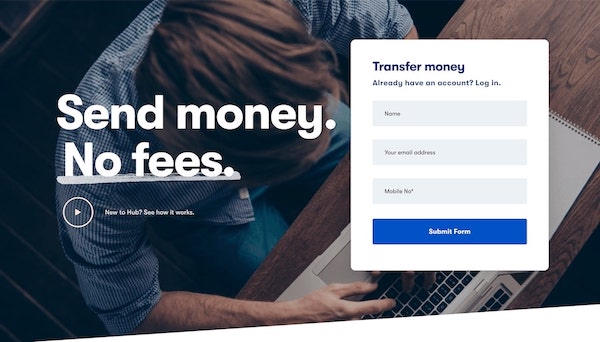 Send money.
No fees.
New to Hub? See how it works.
Transfer money
Already have an account? Log in.
Name
Your email address
Mobile No*
Submit Form